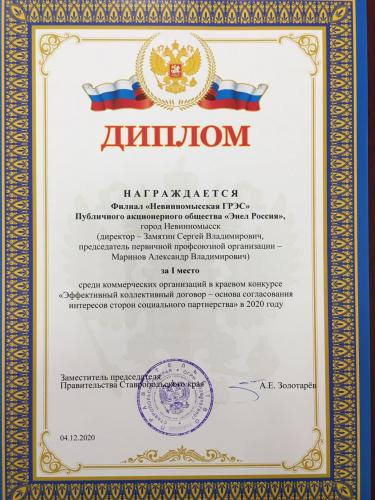 ДИПЛОМ
НАГРАЖДАЕТСЯ
Филиал «Невинномысская ГРЭС»
Публичного акционерного общества «Энел Россия»,
город Невинномысск
(директор – Замятин Сергей Владимирович,
председатель первичной профсоюзной организации –
Маринов Александр Владимирович)
за I место
среди коммерческих организаций в краевом конкурсе
«Эффективный коллективный договор – основа согласования
интересов сторон социального партнерства» в 2020 году
Заместитель председателя
Правительства Ставропольского края
А.Е. Золотарёв
04.12.2020